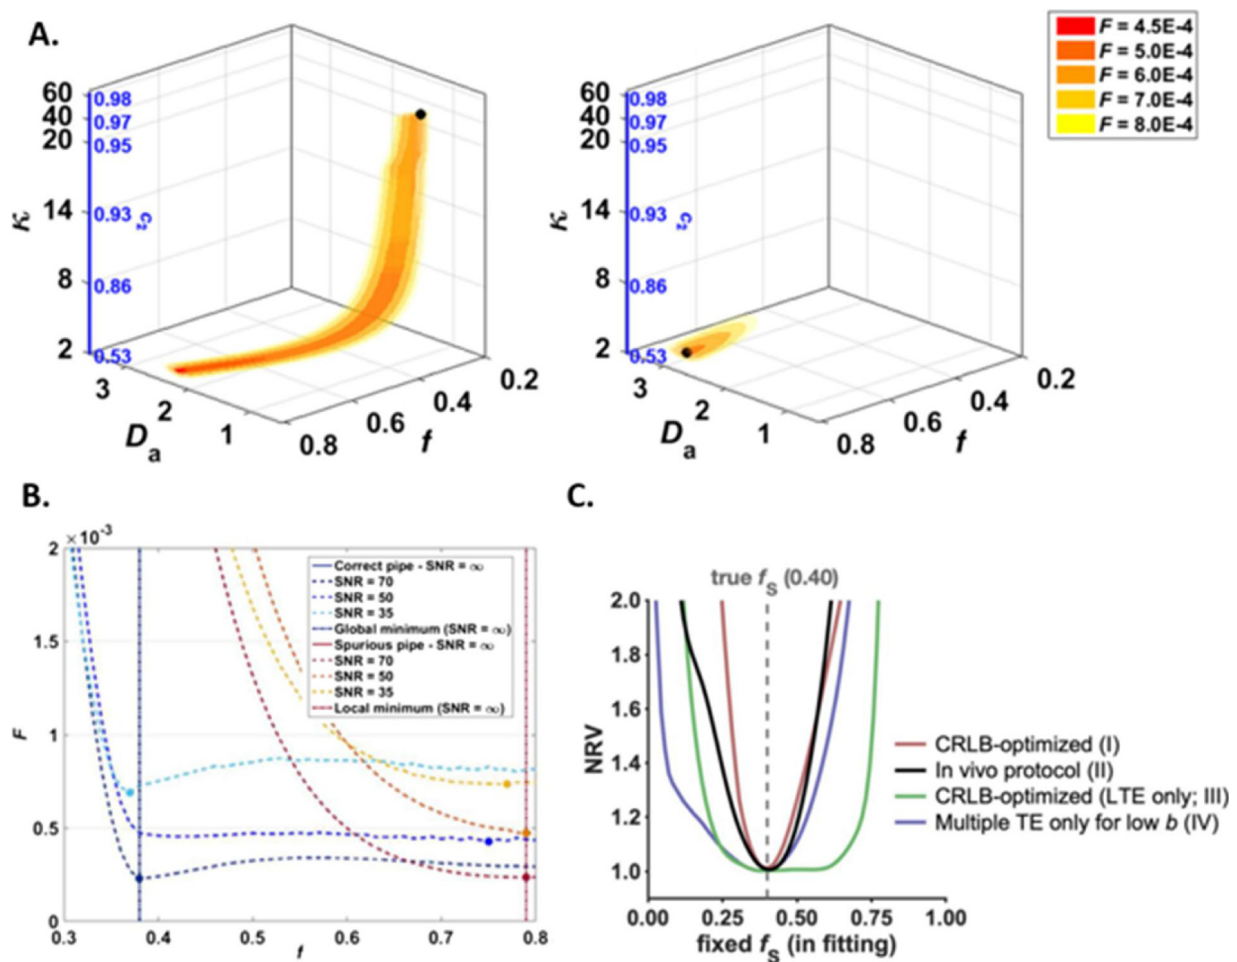 A.
F = 4.5E-4
F = 5.0E-4
F = 6.0E-4
F = 7.0E-4
F = 8.0E-4
60
40
20
14
8
2
κ
0.98
0.97
0.95
0.93
0.86
0.53
c2
3
2
1
Da
0.8
0.6
0.4
0.2
f
60
40
20
14
8
2
κ
0.98
0.97
0.95
0.93
0.86
0.53
c2
3
2
1
Da
0.8
0.6
0.4
0.2
f
B.
×10-3
2
1.5
1
0.5
0
F
0.3
0.4
0.5
0.6
0.7
0.8
f
Correct pipe - SNR = ∞
SNR = 70
SNR = 50
SNR = 35
Global minimum (SNR = ∞)
Spurious pipe - SNR = ∞
SNR = 70
SNR = 50
SNR = 35
Local minimum (SNR = ∞)
C.
true fS (0.40)
2.0
1.8
1.6
1.4
1.2
1.0
NRV
0.00
0.25
0.50
0.75
1.00
fixed fS (in fitting)
CRLB-optimized (I)
In vivo protocol (II)
CRLB-optimized (LTE only; III)
Multiple TE only for low b (IV)